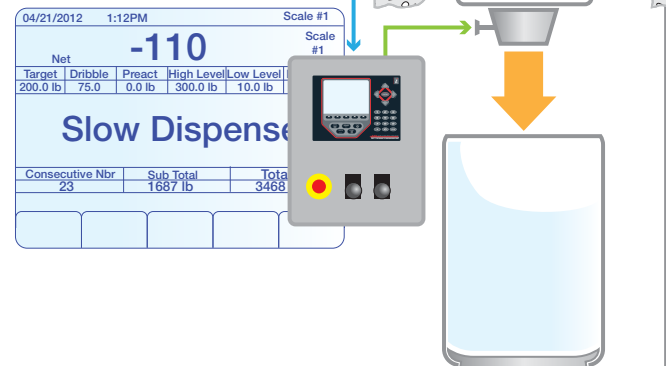 04/21/2012 1:12PM Scale #1
Net -110 Scale #1
Target Dribble Preact High Level Low Level
200.0 lb 75.0 0.0 lb 300.0 lb 10.0 lb
Slow Dispense
Consecutive Nbr Sub Total
23 1687 lb 3468